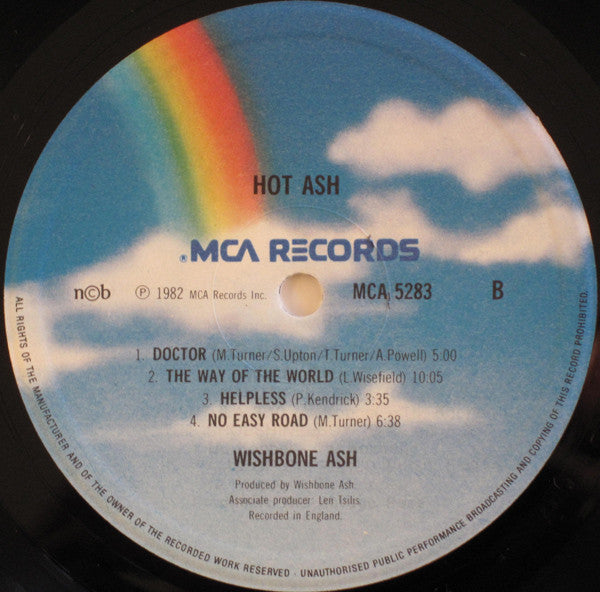 HOT ASH
® MCA RECORDS
n©b ℗ 1982 MCA Records Inc. MCA 5283 B
1. DOCTOR (M.Turner/S.Upton/T.Turner/A.Powell) 5:00
2. THE WAY OF THE WORLD (L.Wisefield) 10:05
3. HELPLESS (P.Kendrick) 3:35
4. NO EASY ROAD (M.Turner) 6:38
WISHBONE ASH
Produced by Wishbone Ash.
Associate producer: Len Tsilis.
Recorded in England.
ALL RIGHTS OF THE MANUFACTURER AND OF THE OWNER OF THE RECORDED WORK RESERVED · UNAUTHORISED PUBLIC PERFORMANCE BROADCASTING AND COPYING OF THIS RECORD PROHIBITED.